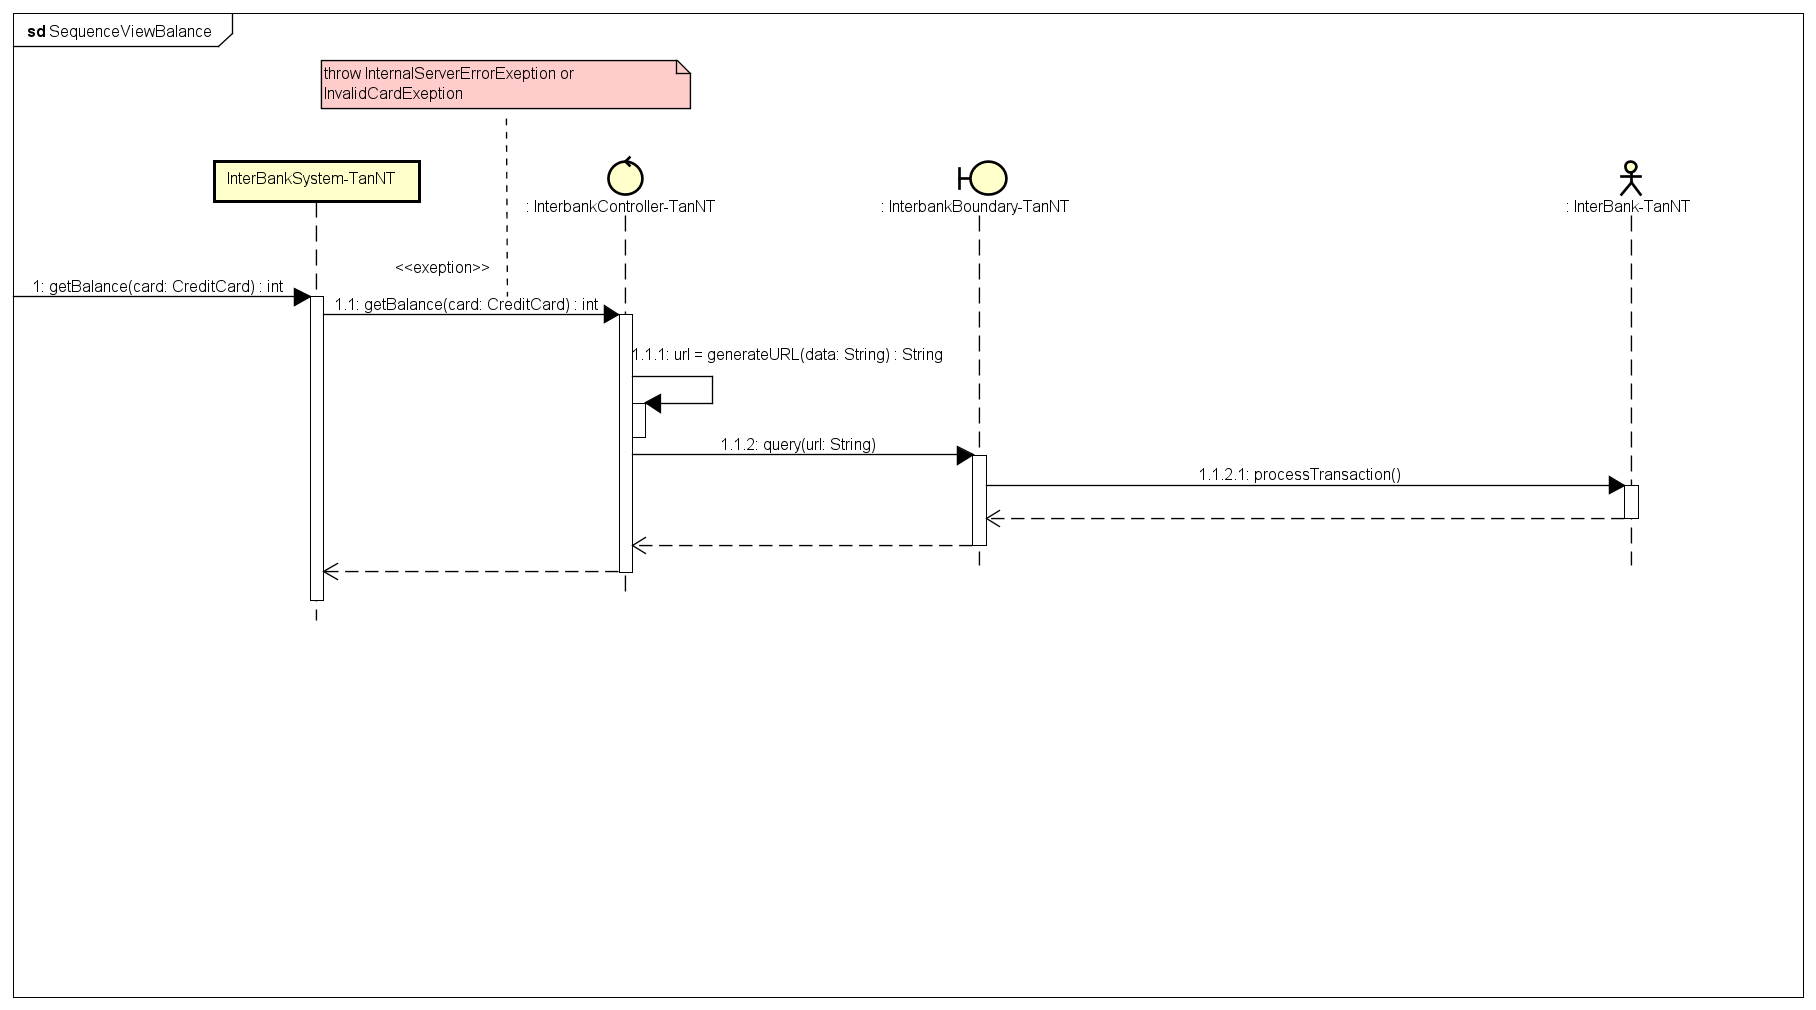 sd SequenceViewBalance
throw InternalServerErrorExeption or
InvalidCardExeption
InterBankSystem-TanNT
: InterbankController-TanNT
: InterbankBoundary-TanNT
: InterBank-TanNT
<<exeption>>
1: getBalance(card: CreditCard) : int
1.1: getBalance(card: CreditCard) : int
1.1.1: url = generateURL(data: String) : String
1.1.2: query(url: String)
1.1.2.1: processTransaction()